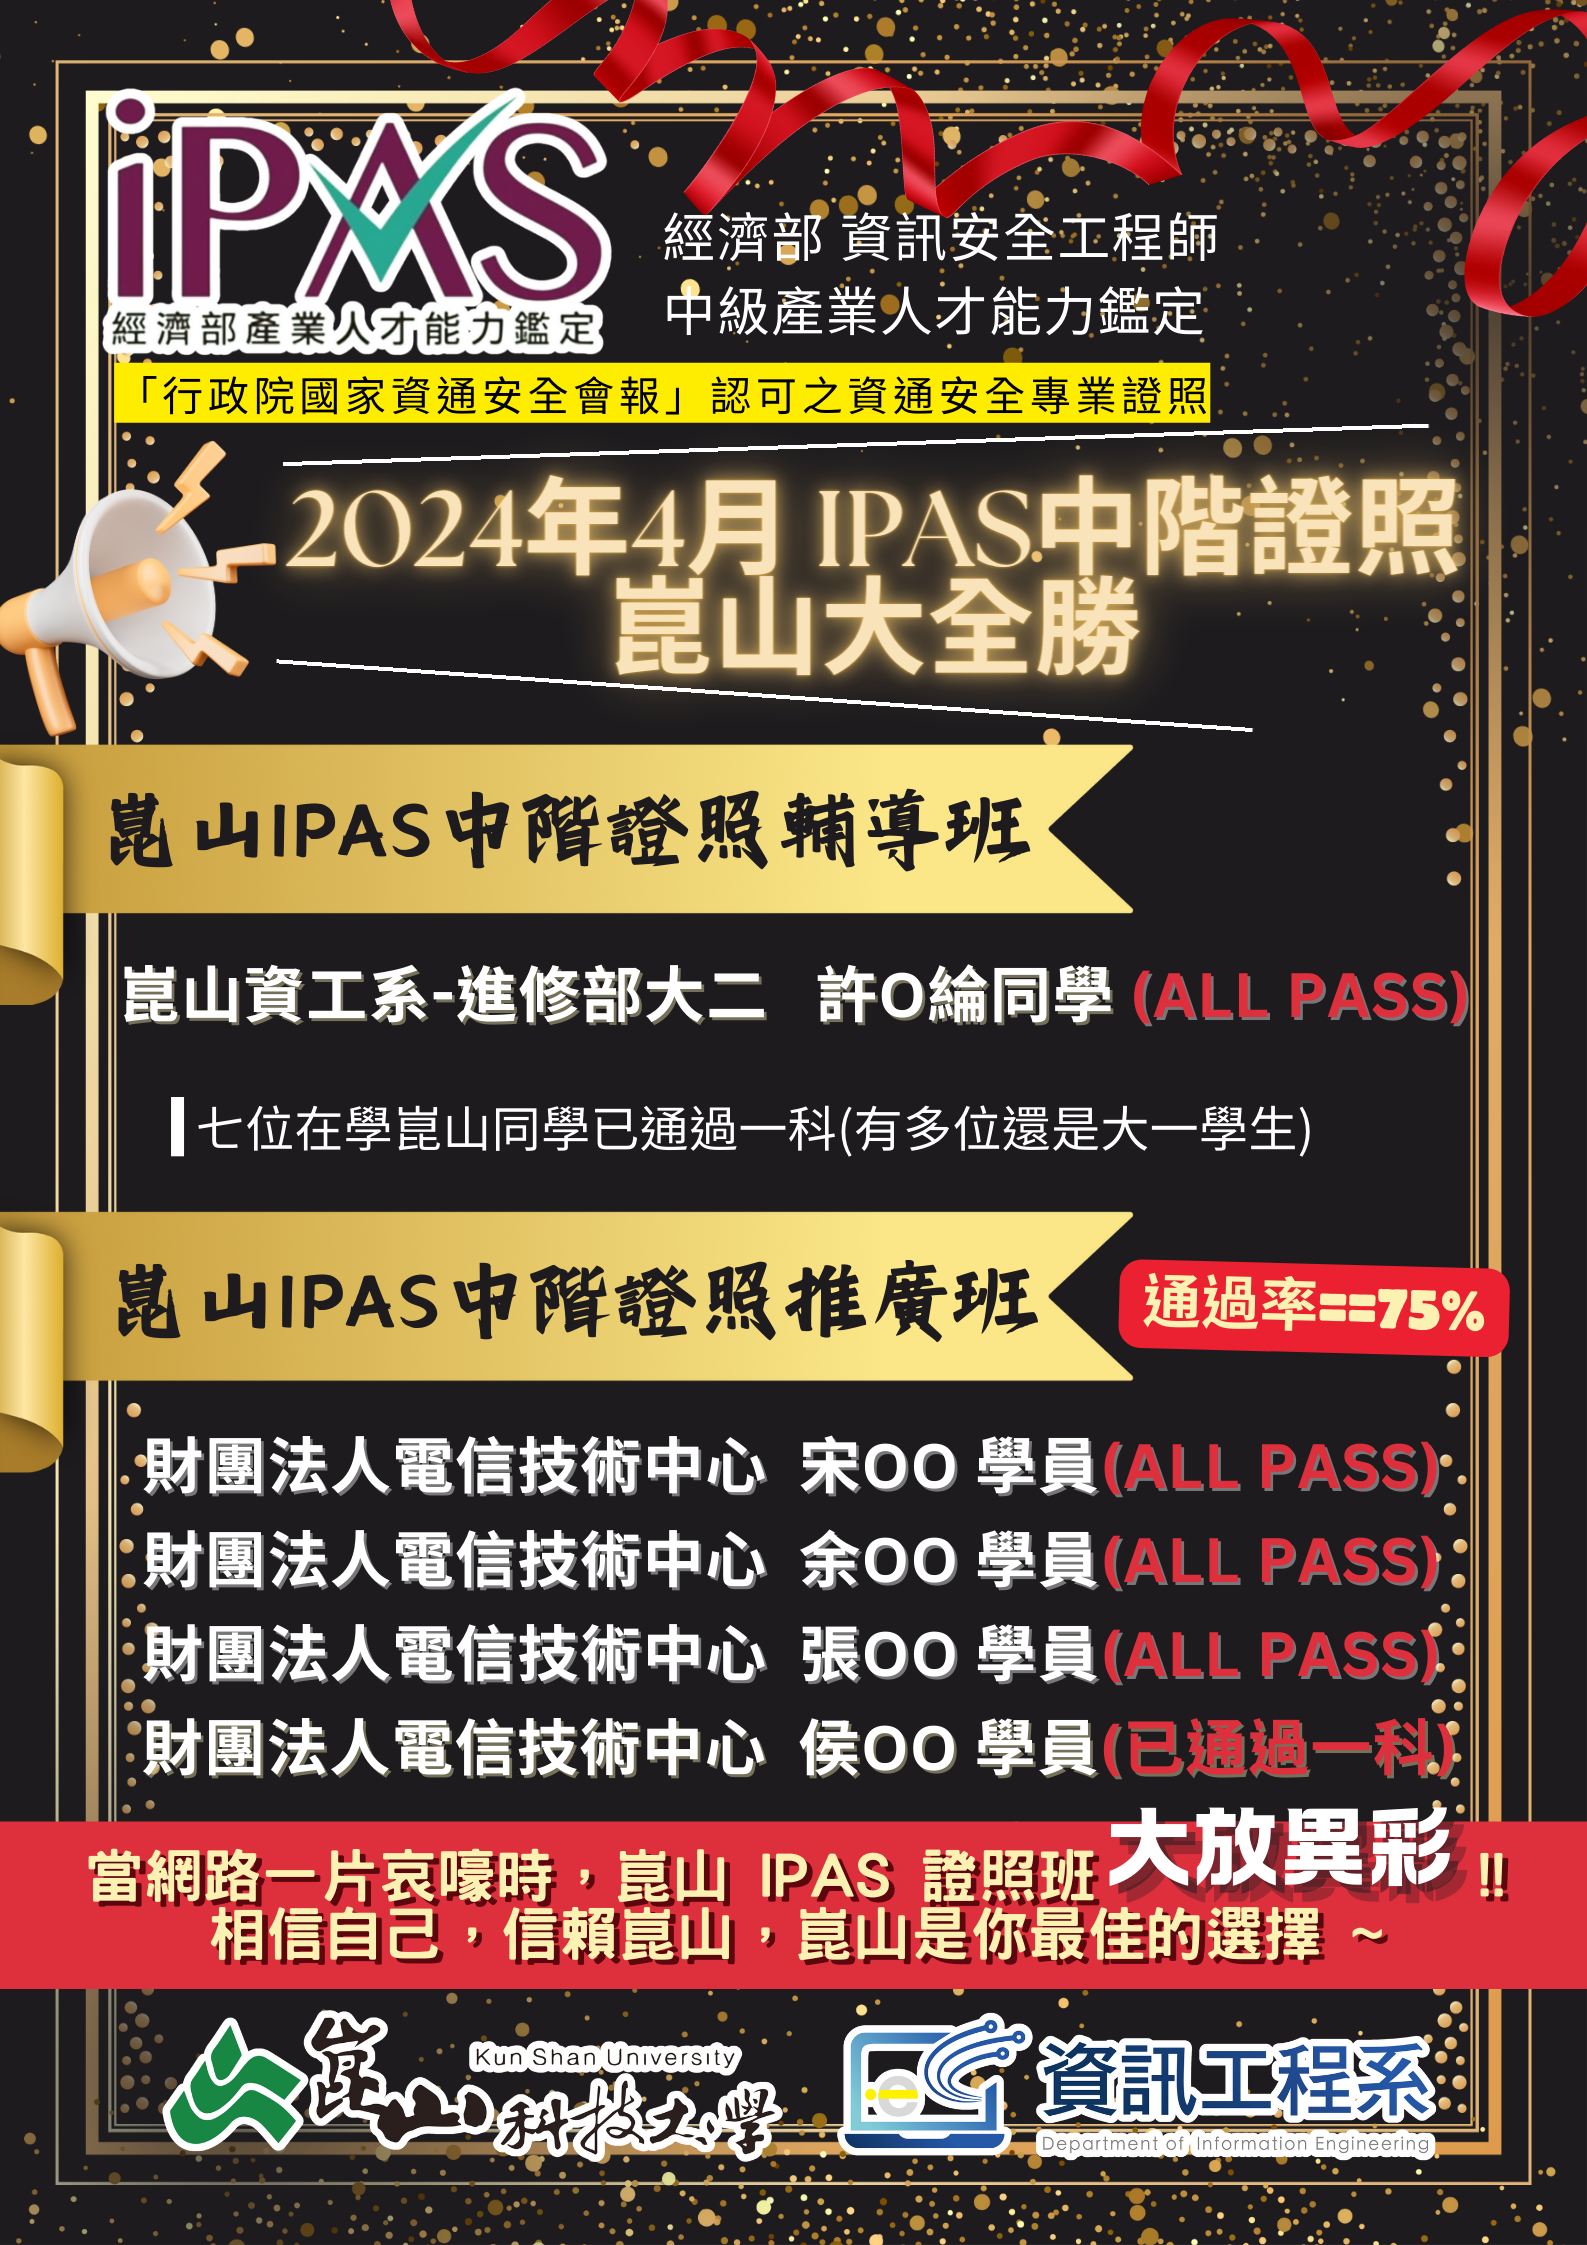 iPAS
經濟部產業人才能力鑑定
經濟部 資訊安全工程師
中級產業人才能力鑑定
「行政院國家資通安全會報」認可之資通安全專業證照
2024年4月 IPAS中階證照
崑山大全勝
崑山IPAS中階證照輔導班
崑山資工系-進修部大二 許O綸同學 (ALL PASS)
七位在學崑山同學已通過一科(有多位還是大一學生)
崑山IPAS中階證照推廣班
通過率==75%
財團法人電信技術中心 宋OO 學員(ALL PASS)
財團法人電信技術中心 余OO 學員(ALL PASS)
財團法人電信技術中心 張OO 學員(ALL PASS)
財團法人電信技術中心 侯OO 學員(已通過一科)
當網路一片哀嚎時，崑山 IPAS 證照班大放異彩!!
相信自己，信賴崑山，崑山是你最佳的選擇 ~
Kun Shan University
崑山科技大學
資訊工程系
Department of Information Engineering